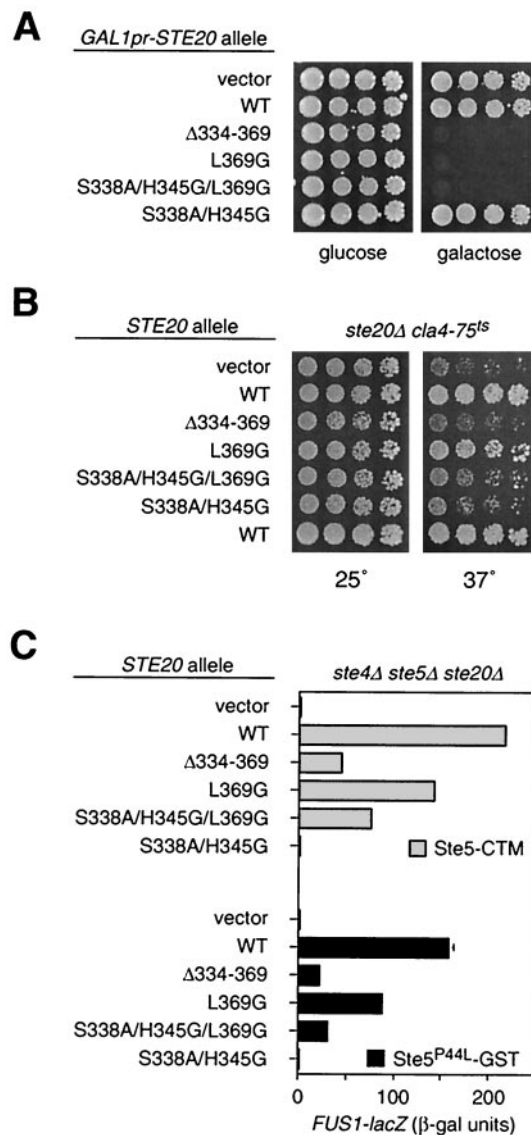 A
GAL1pr-STE20 allele
vector
WT
Δ334-369
L369G
S338A/H345G/L369G
S338A/H345G
glucose
galactose
B
STE20 allele
ste20Δ cla4-75ts
vector
WT
Δ334-369
L369G
S338A/H345G/L369G
S338A/H345G
WT
25°
37°
C
STE20 allele
ste4Δ ste5Δ ste20Δ
vector
WT
Δ334-369
L369G
S338A/H345G/L369G
S338A/H345G
Ste5-CTM
vector
WT
Δ334-369
L369G
S338A/H345G/L369G
S338A/H345G
Ste5P44L-GST
0 100 200
FUS1-lacZ (β-gal units)